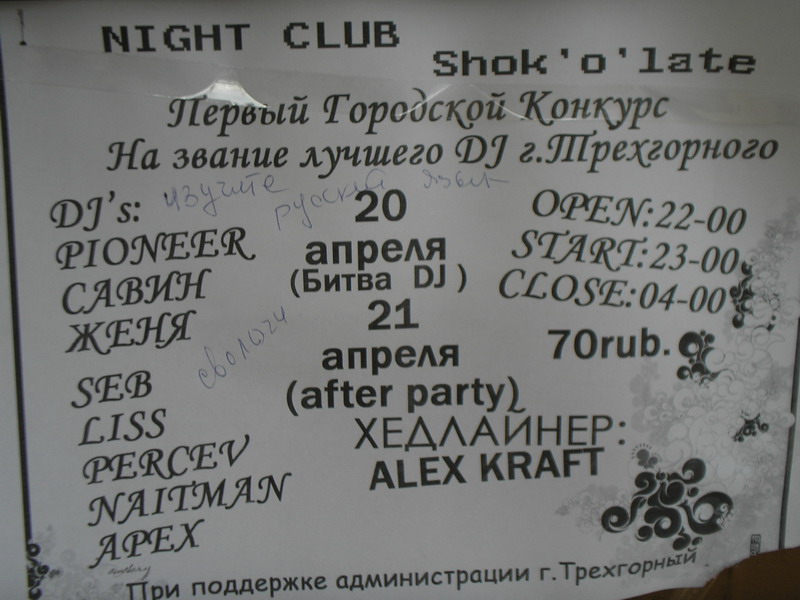 NIGHT CLUB
Shok'o'late
Первый Городской Конкурс
На звание лучшего DJ г.Трехгорного
DJ's:
PIONEER
САВИН
ЖЕНЯ
SEB
LISS
PERCEV
NAITMAN
APEX
изучите
русский язык
сволочи
20
апреля
(Битва DJ)
21
апреля
(after party)
ХЕДЛАЙНЕР:
ALEX KRAFT
OPEN:22-00
START:23-00
CLOSE:04-00
70rub.
При поддержке администрации г.Трехгорный